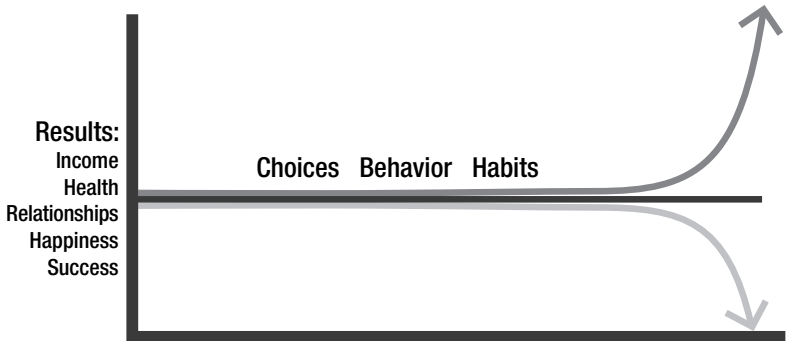 Results:
Income
Health
Relationships
Happiness
Success
Choices Behavior Habits